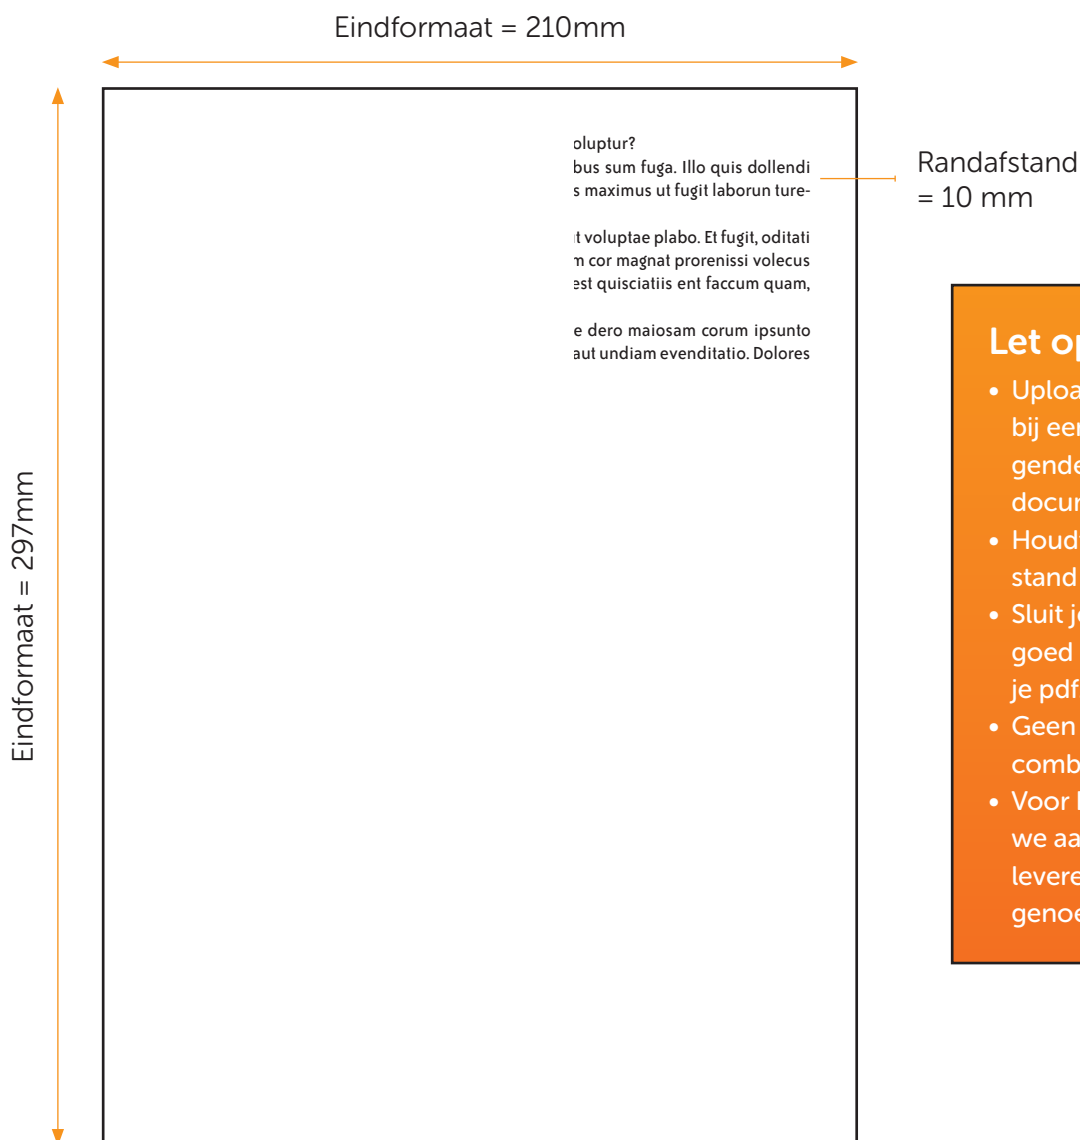 Eindformaat = 210mm
oluptur?
bus sum fuga. Illo quis dollendi
s maximus ut fugit laborun ture-
t voluptae plabo. Et fugit, oditati
m cor magnat prorenissi volecus
est quisciatiis ent faccum quam,
e dero maiosam corum ipsunto
aut undiam evenditatio. Dolores
Randafstand
= 10 mm
Eindformaat = 297mm
Let op
• Uploa
bij een
gende
docum
• Houd
stand
• Sluit je
goed
je pdf
• Geen
comb
• Voor
we aa
levere
genoe